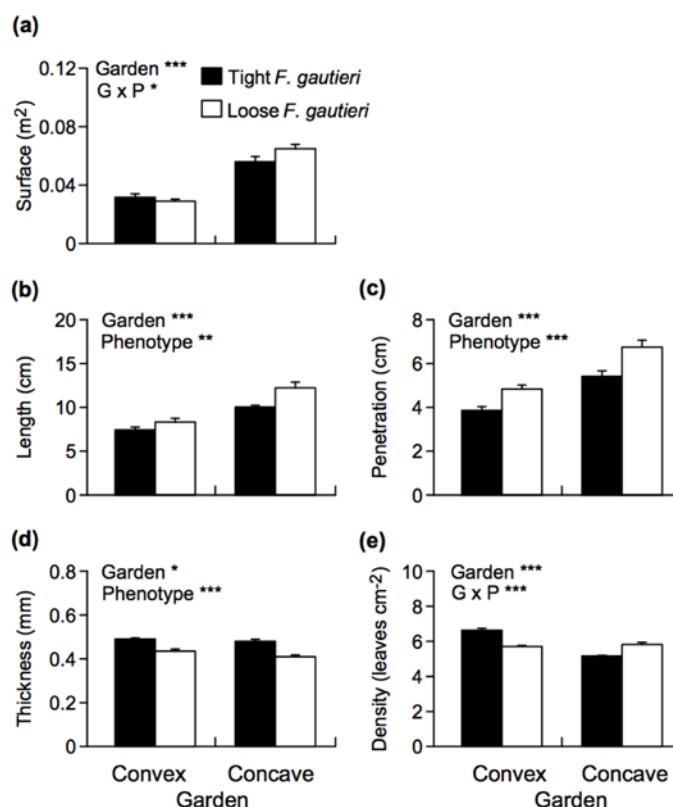 (a)
Garden ***
G x P *
Tight F. gautieri
Loose F. gautieri
0.12
0.08
0.04
0
Surface (m²)
(b)
Garden ***
Phenotype **
20
15
10
5
0
Length (cm)
(c)
Garden ***
Phenotype ***
8
6
4
2
0
Penetration (cm)
(d)
Garden *
Phenotype ***
0.8
0.6
0.4
0.2
0
Thickness (mm)
Convex Concave
Garden
(e)
Garden ***
G x P ***
10
8
6
4
2
0
Density (leaves cm⁻²)
Convex Concave
Garden